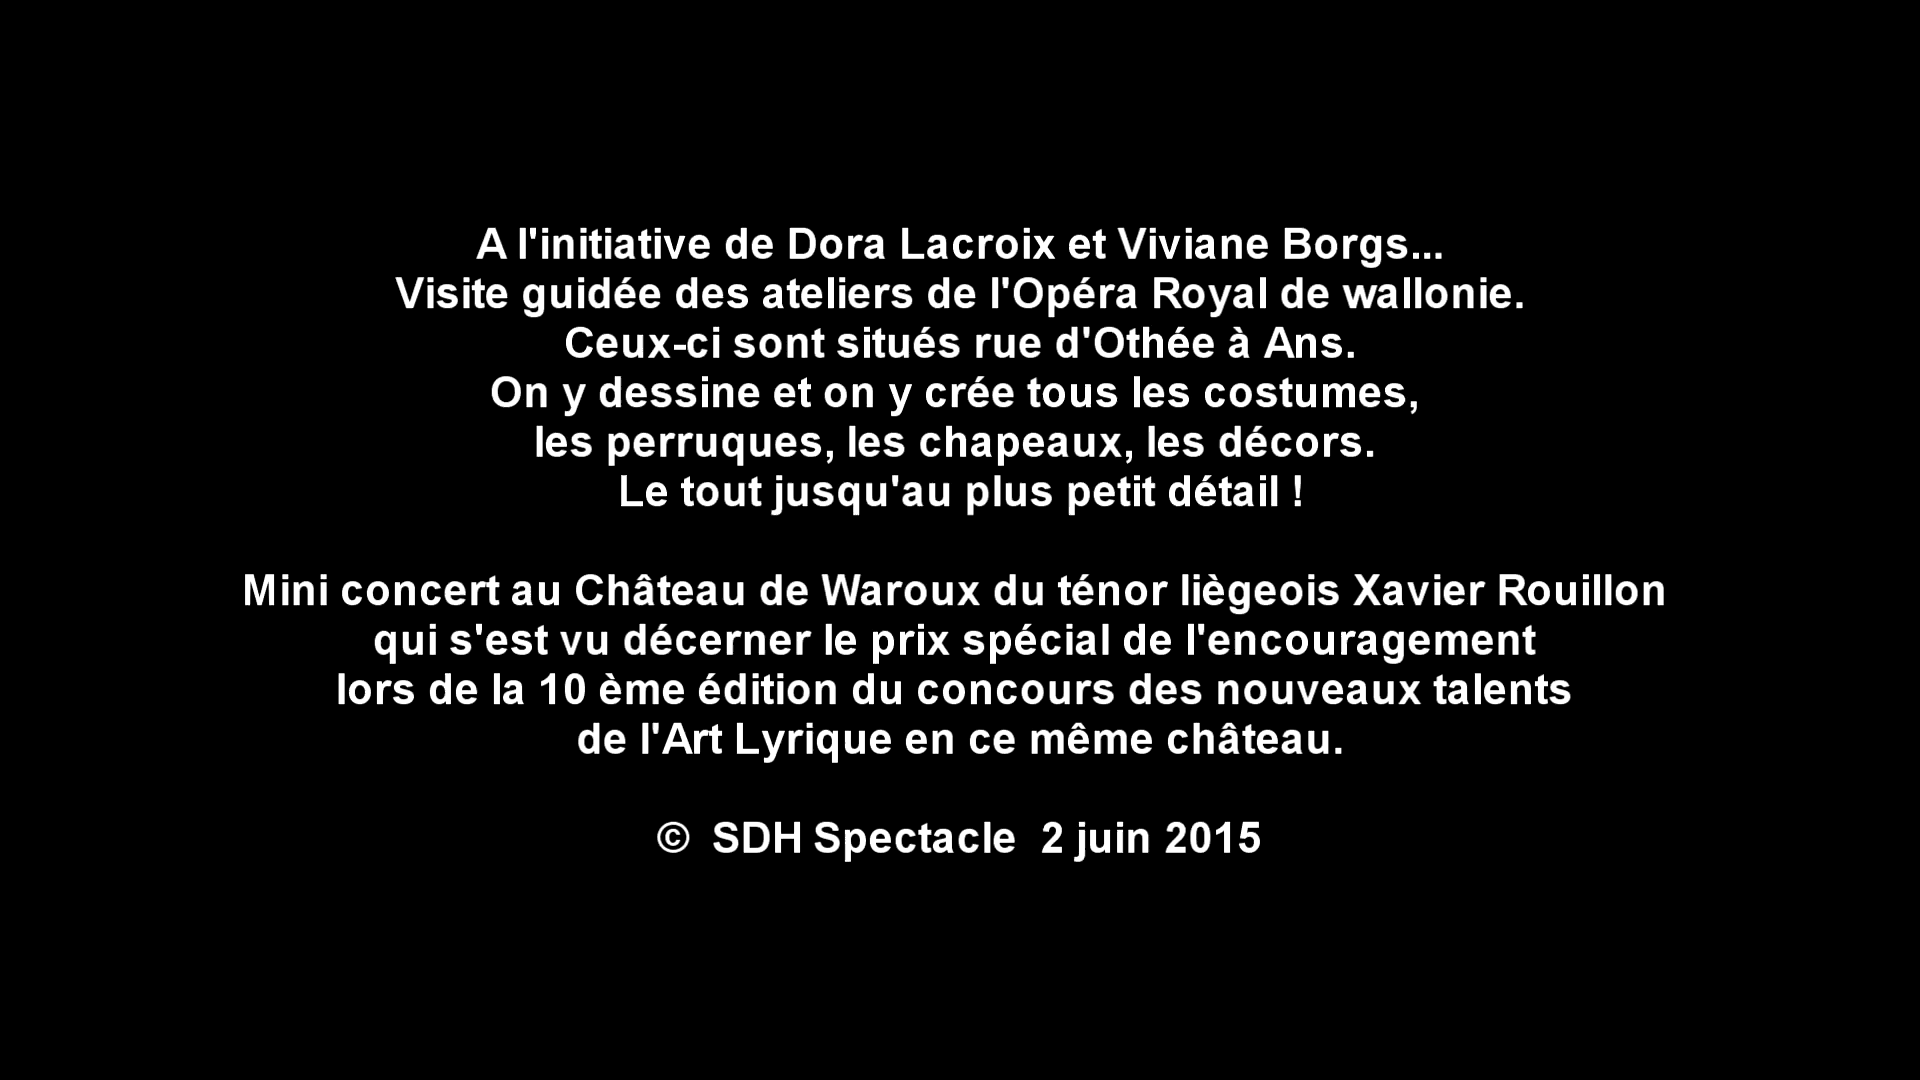 A l'initiative de Dora Lacroix et Viviane Borgs...
Visite guidée des ateliers de l'Opéra Royal de wallonie.
Ceux-ci sont situés rue d'Othée à Ans.
On y dessine et on y crée tous les costumes,
les perruques, les chapeaux, les décors.
Le tout jusqu'au plus petit détail !
Mini concert au Château de Waroux du ténor liègeois Xavier Rouillon
qui s'est vu décerner le prix spécial de l'encouragement
lors de la 10 ème édition du concours des nouveaux talents
de l'Art Lyrique en ce même château.
© SDH Spectacle 2 juin 2015